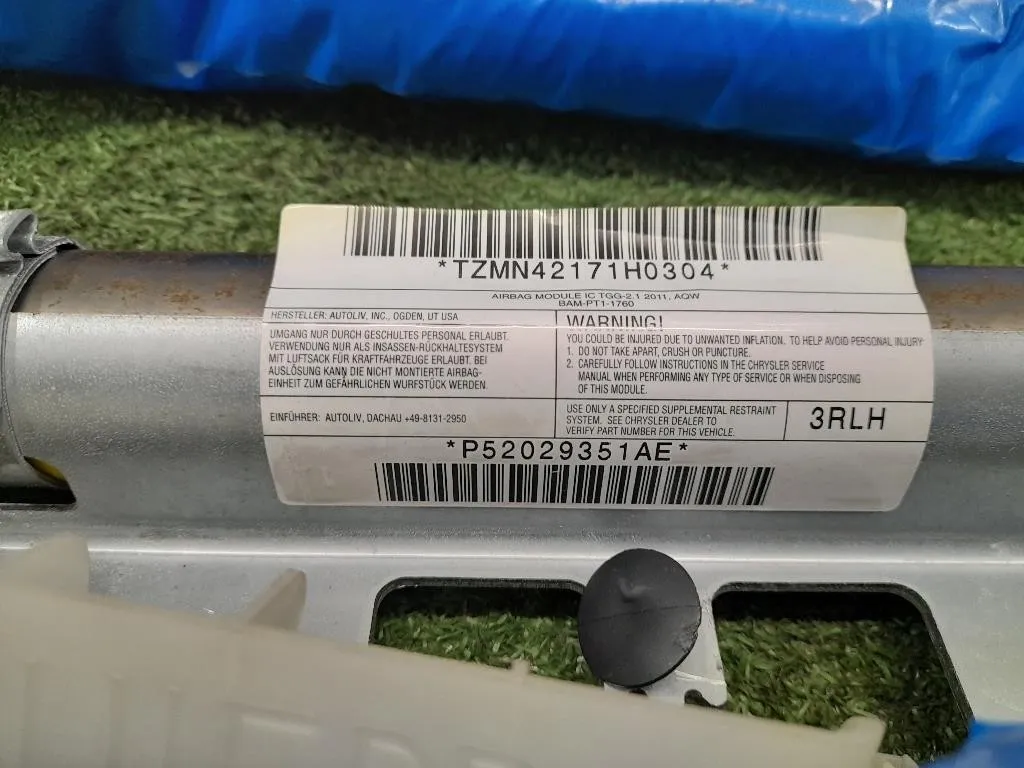 *TZMN42171H0304*
AIRBAG MODULE IC TGG-2.1 2011, AQW
BAM-PT1-1760
HERSTELLER: AUTOLIV, INC., OGDEN, UT USA
UMGANG NUR DURCH GESCHULTES PERSONAL ERLAUBT.
VERWENDUNG NUR ALS INSASSEN-RÜCKHALTESYSTEM
MIT LUFTSACK FÜR KRAFTFAHRZEUGE ERLAUBT. BEI
AUSLÖSUNG KANN DIE NICHT MONTIERTE AIRBAG-
EINHEIT ZUM GEFÄHRLICHEN WURFSTÜCK WERDEN.
WARNING!
YOU COULD BE INJURED DUE TO UNWANTED INFLATION. TO HELP AVOID PERSONAL INJURY
1. DO NOT TAKE APART, CRUSH OR PUNCTURE.
2. CAREFULLY FOLLOW INSTRUCTIONS IN THE CHRYSLER SERVICE
MANUAL WHEN PERFORMING ANY TYPE OF SERVICE OR WHEN DISPOSING
OF THIS MODULE.
EINFÜHRER: AUTOLIV, DACHAU +49-8131-2950
USE ONLY A SPECIFIED SUPPLEMENTAL RESTRAINT
SYSTEM. SEE CHRYSLER DEALER TO
VERIFY PART NUMBER FOR THIS VEHICLE.
3RLH
*P52029351AE*